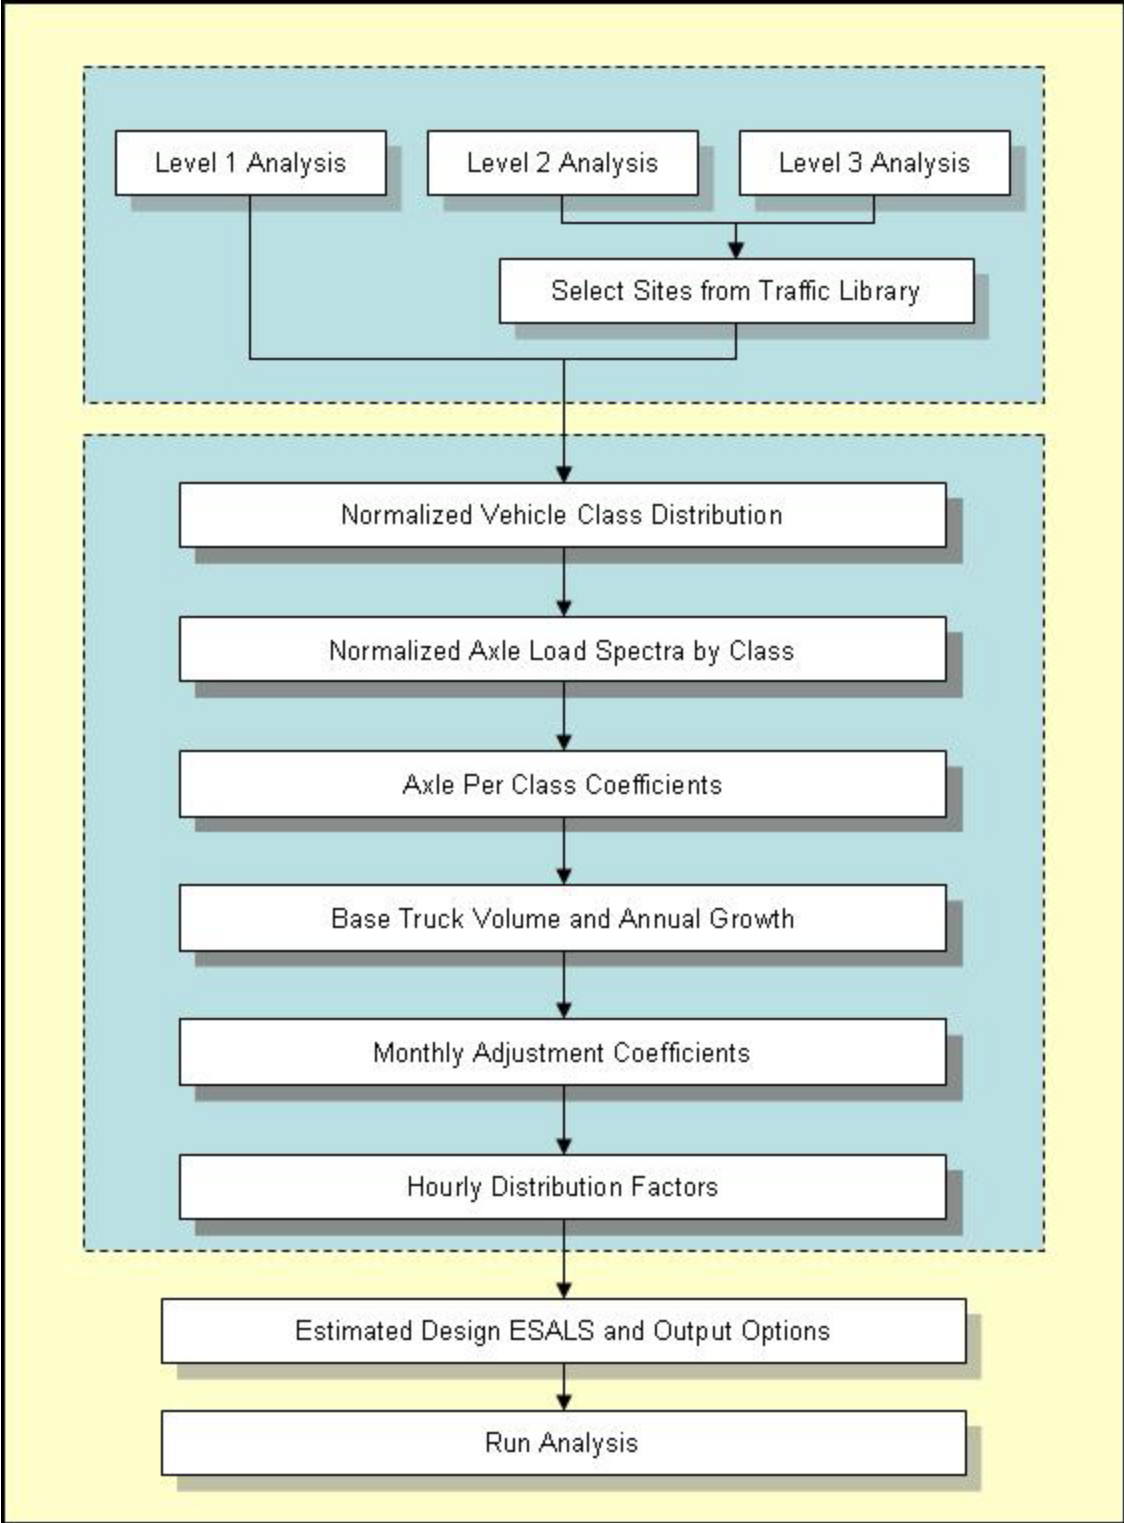 Level 1 Analysis
Level 2 Analysis
Level 3 Analysis
Select Sites from Traffic Library
Normalized Vehicle Class Distribution
Normalized Axle Load Spectra by Class
Axle Per Class Coefficients
Base Truck Volume and Annual Growth
Monthly Adjustment Coefficients
Hourly Distribution Factors
Estimated Design ESALS and Output Options
Run Analysis